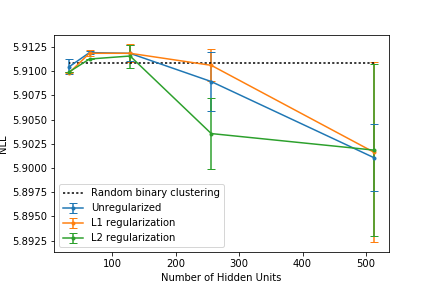 5.9125
5.9100
5.9075
5.9050
5.9025
5.9000
5.8975
5.8950
5.8925
NLL
Random binary clustering
Unregularized
L1 regularization
L2 regularization
100 200 300 400 500
Number of Hidden Units